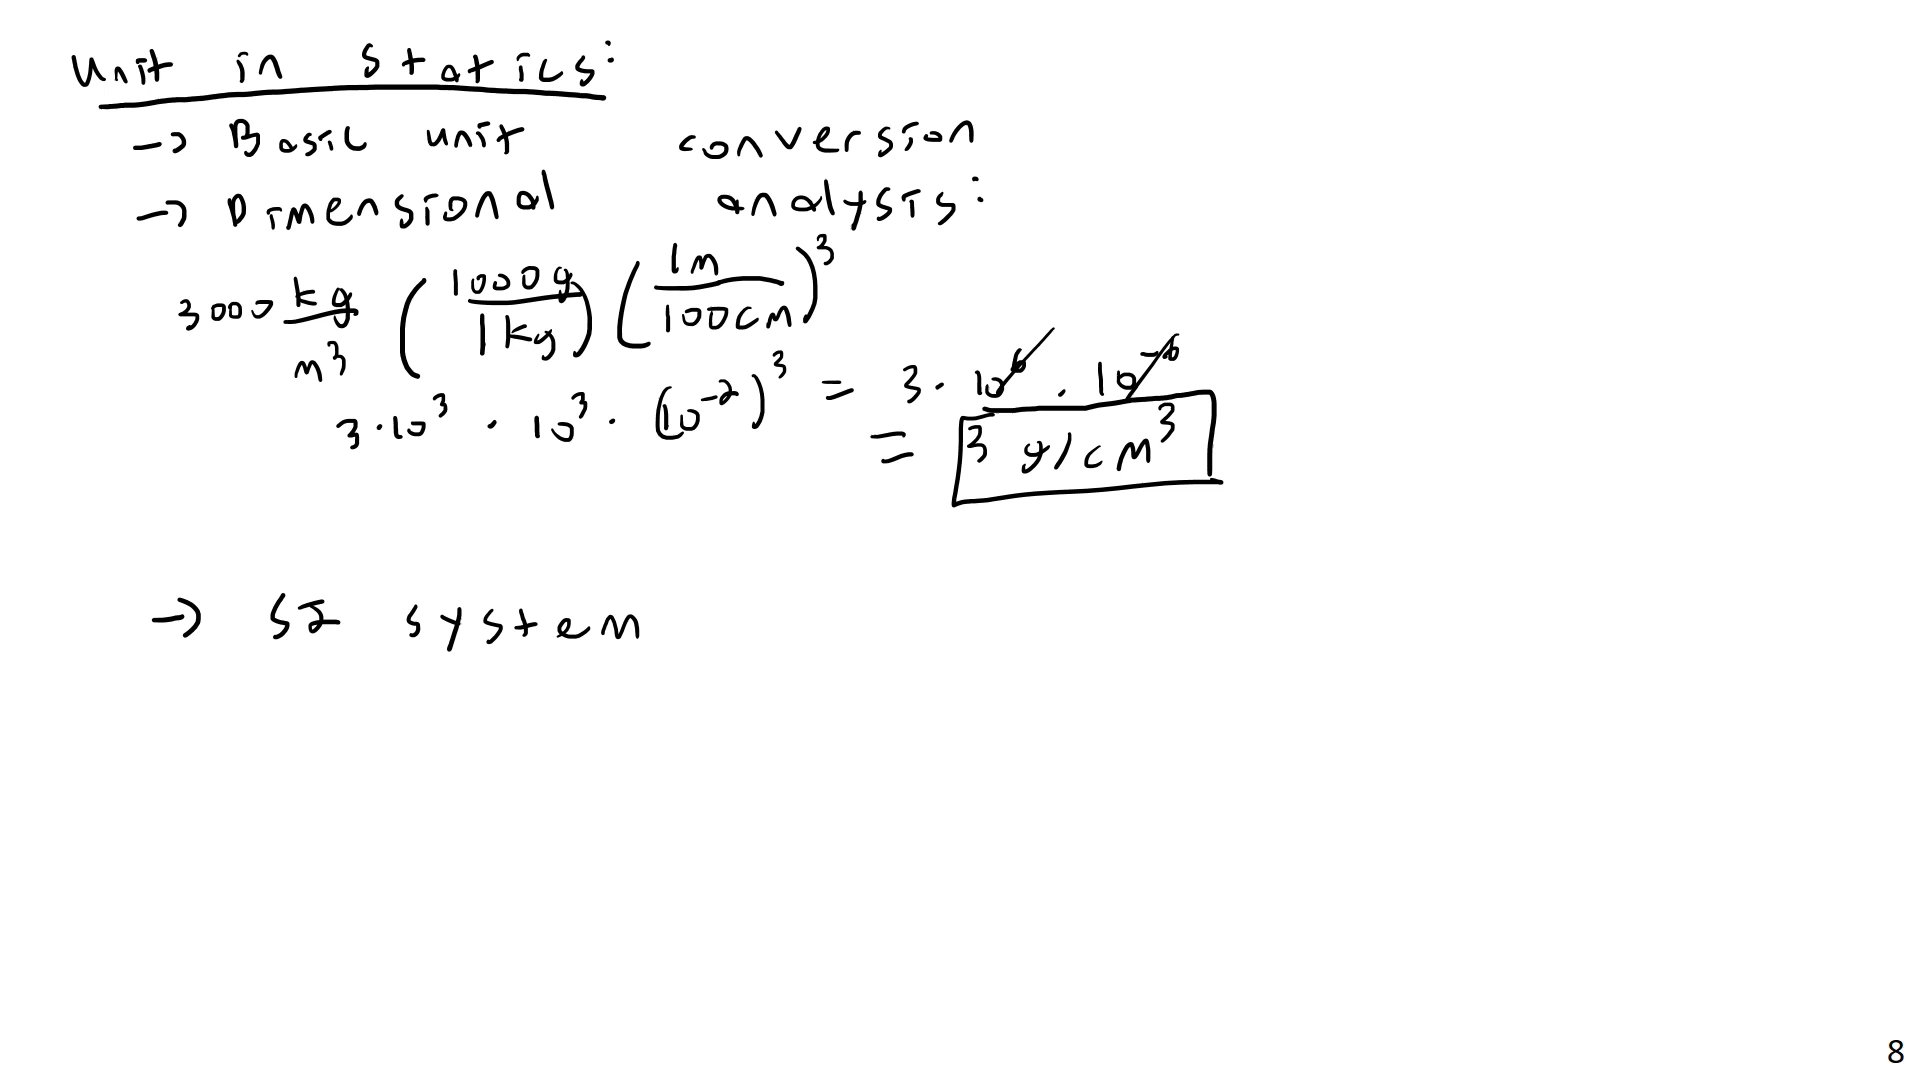 Unit in statics:
→ Basic unit conversion
→ Dimensional analysis:
3000 kg/m³ (1000g/1kg) (1m/100cm)³
3·10³ · 10³ · (10⁻²)³ = 3 · 10⁶ · 10⁻⁶
= 3 g/cm³
→ SI system
8